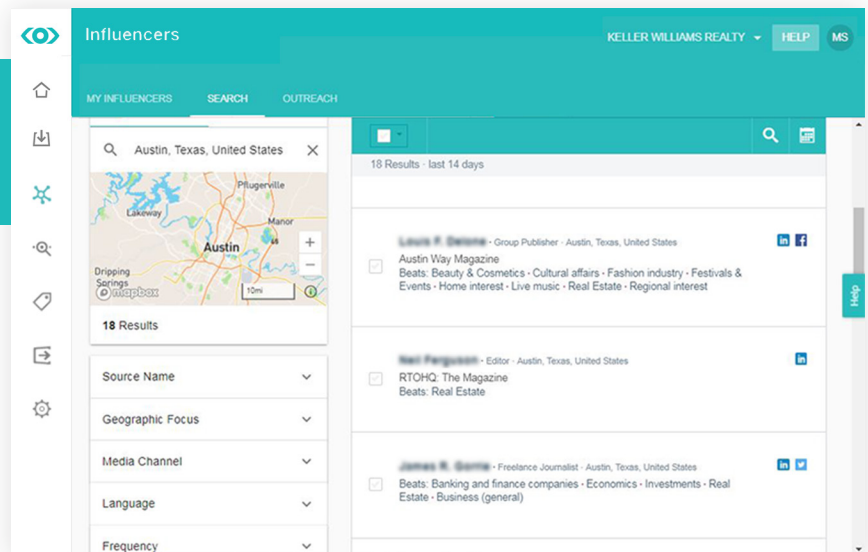 Influencers
KELLER WILLIAMS REALTY
HELP
MS
MY INFLUENCERS
SEARCH
OUTREACH
Austin, Texas, United States
Pflugerville
Lakeway
Manor
Austin
Dripping
Springs
mapbox
10mi
18 Results
Source Name
Geographic Focus
Media Channel
Language
Frequency
18 Results · last 14 days
· Group Publisher · Austin, Texas, United States
Austin Way Magazine
Beats: Beauty & Cosmetics · Cultural affairs · Fashion industry · Festivals &
Events · Home interest · Live music · Real Estate · Regional interest
· Editor · Austin, Texas, United States
RTOHQ: The Magazine
Beats: Real Estate
· Freelance Journalist · Austin, Texas, United States
Beats: Banking and finance companies · Economics · Investments · Real
Estate · Business (general)
Help